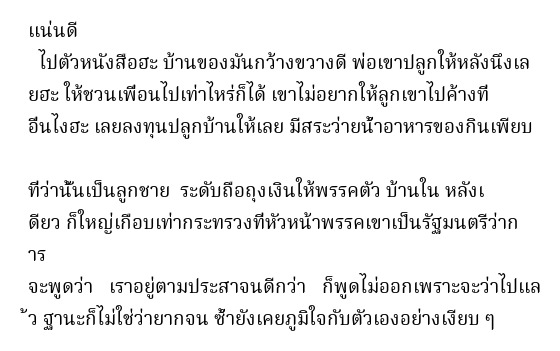 แน่นดี
ไปตัวหนังสือฮะ บ้านของมันกว้างขวางดี พ่อเขาปลูกให้หลังนึงเล
ยฮะ ให้ชวนเพื่อนไปเท่าไหร่ก็ได้ เขาไม่อยากให้ลูกเขาไปค้างที่
อื่นไงฮะ เลยลงทุนปลูกบ้านให้เลย มีสระว่ายน้ำอาหารของกินเพียบ
ที่ว่านั้นเป็นลูกชาย ระดับถือถุงเงินให้พรรคตัว บ้านใน หลังเ
ดียว ก็ใหญ่เกือบเท่ากระทรวงที่หัวหน้าพรรคเขาเป็นรัฐมนตรีว่าก
าร
จะพูดว่า เราอยู่ตามประสาจนดีกว่า ก็พูดไม่ออกเพราะจะว่าไปแล
้ว ฐานะก็ไม่ใช่ว่ายากจน ซ้ำยังเคยภูมิใจกับตัวเองอย่างเงียบ ๆ